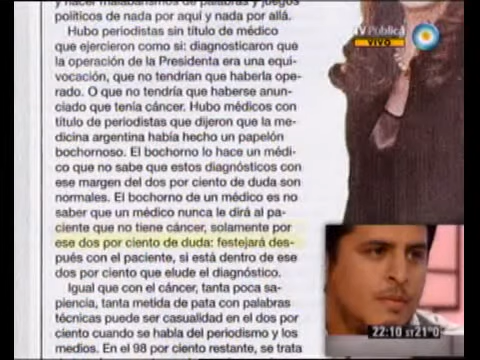 y hacer malabarismos de palabras y juegos
políticos de nada por aquí y nada por allá.
Hubo periodistas sin título de médico
que ejercieron como si: diagnosticaron que
la operación de la Presidenta era una equi-
vocación, que no tendrían que haberla ope-
rado. O que no tendría que haberse anun-
ciado que tenía cáncer. Hubo médicos con
título de periodistas que dijeron que la me-
dicina argentina había hecho un papelón
bochornoso. El bochorno lo hace un médi-
co que no sabe que estos diagnósticos con
ese margen del dos por ciento de duda son
normales. El bochorno de un médico es no
saber que un médico nunca le dirá al pa-
ciente que no tiene cáncer, solamente por
ese dos por ciento de duda: festejará des-
pués con el paciente, si está dentro de ese
dos por ciento que elude el diagnóstico.
Igual que con el cáncer, tanta poca sa-
piencia, tanta metida de pata con palabras
técnicas puede ser casualidad en el dos por
ciento cuando se habla del periodismo y los
medios. En el 98 por ciento restante, se trata
TV Pública
VIVO
22:10 ST21°0